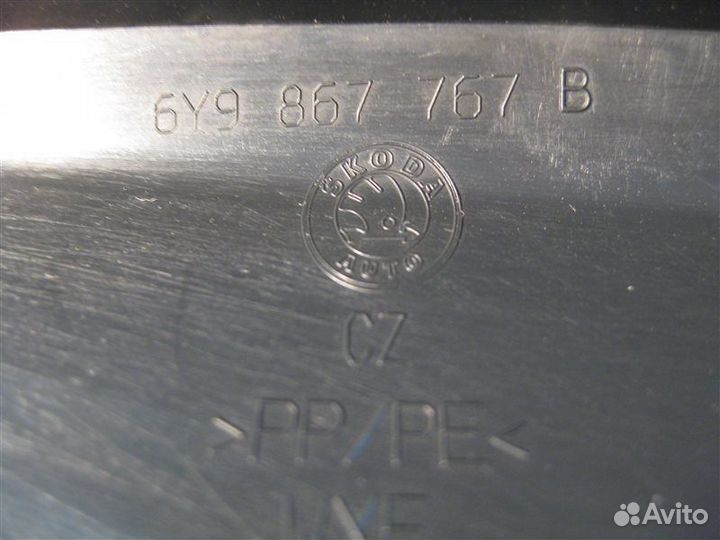 6Y9 867 767 B
ŠKODA
AUTO
CZ
>PP/PE<
Avito